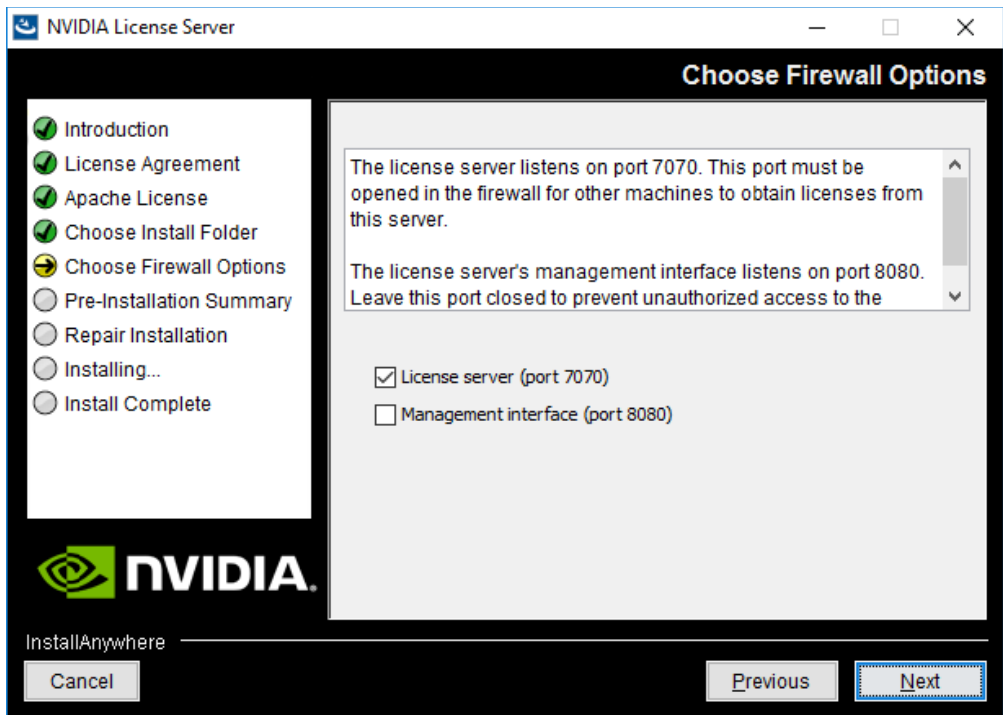 NVIDIA License Server
Choose Firewall Options
Introduction
License Agreement
Apache License
Choose Install Folder
Choose Firewall Options
Pre-Installation Summary
Repair Installation
Installing...
Install Complete
The license server listens on port 7070. This port must be
opened in the firewall for other machines to obtain licenses from
this server.
The license server's management interface listens on port 8080.
Leave this port closed to prevent unauthorized access to the
License server (port 7070)
Management interface (port 8080)
NVIDIA.
InstallAnywhere
Cancel
Previous
Next